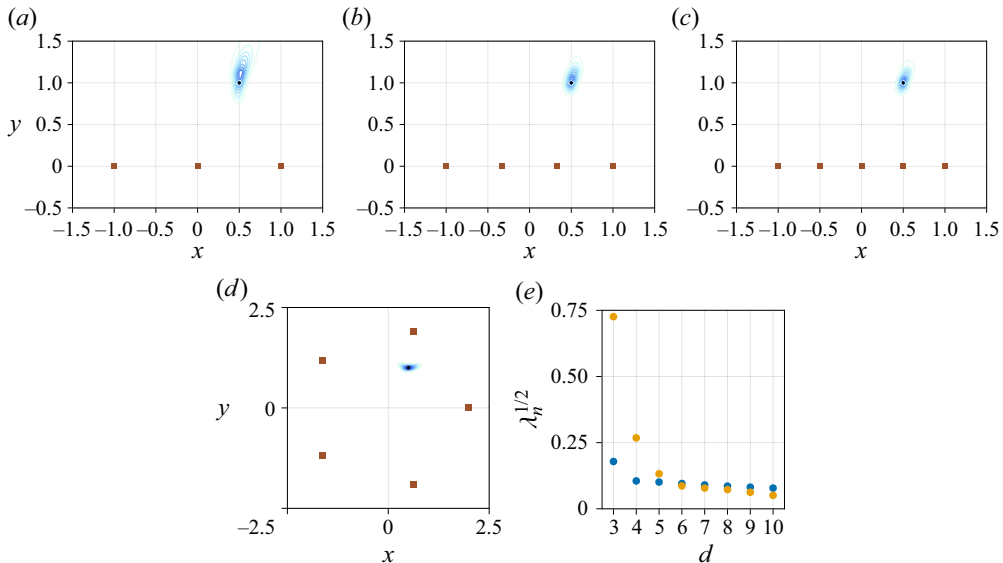 (a) (b) (c)
1.5 1.5 1.5
1.0 1.0 1.0
y 0.5 0.5 0.5
0 0 0
–0.5 –0.5 –0.5
–1.5 –1.0 –0.5 0 0.5 1.0 1.5 –1.5 –1.0 –0.5 0 0.5 1.0 1.5 –1.5 –1.0 –0.5 0 0.5 1.0 1.5
x x x
(d) (e)
2.5 0.75
0.50
y 0 λn^1/2
0.25
–2.5 0
0 2.5 3 4 5 6 7 8 9 10
x d